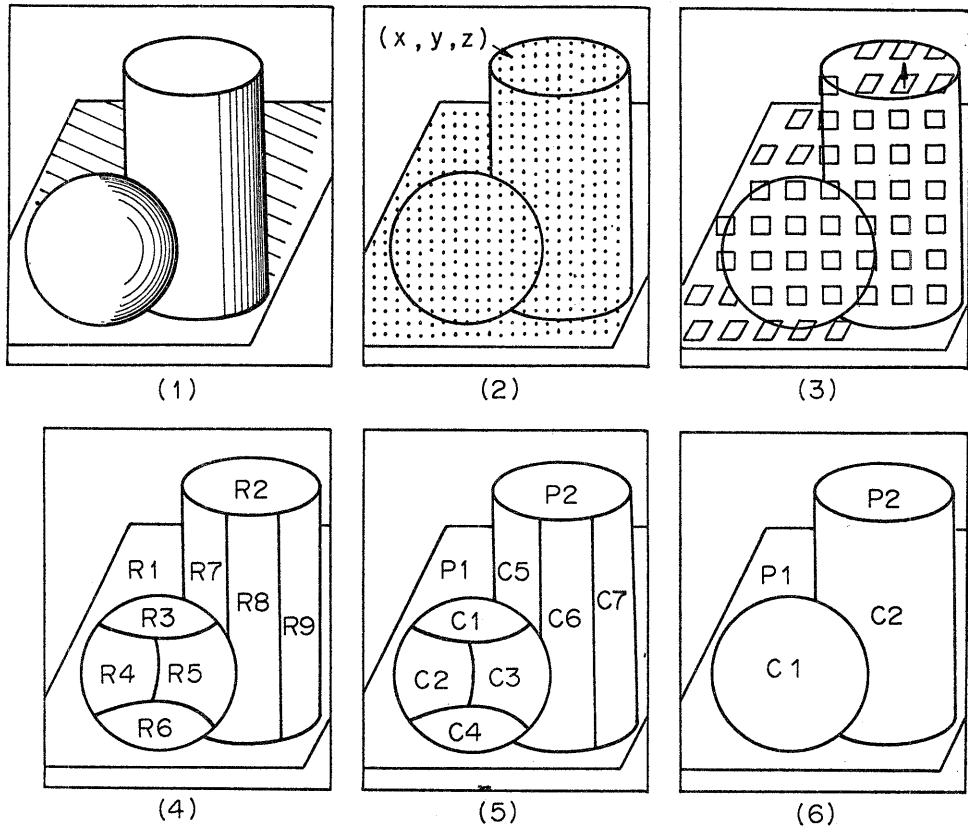 (x, y, z)
(1)
(2)
(3)
R2
R1
R7
R8
R9
R3
R4
R5
R6
(4)
P2
P1
C5
C6
C7
C1
C2
C3
C4
(5)
P2
P1
C2
C1
(6)